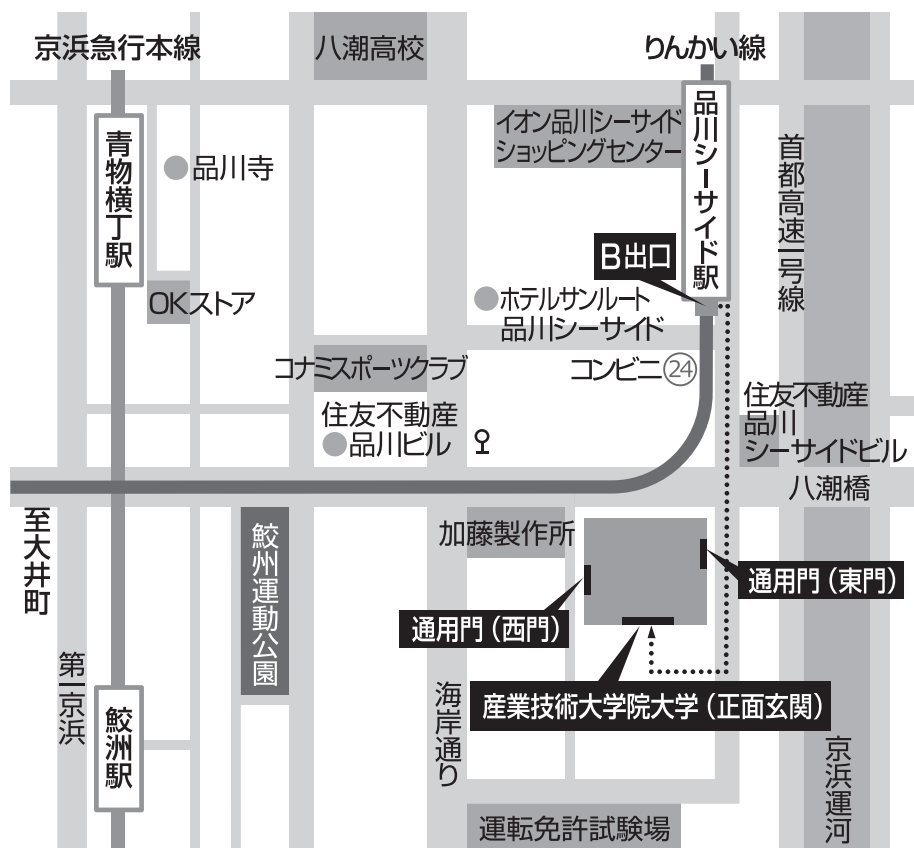 京浜急行本線
八潮高校
りんかい線
青物横丁駅
品川寺
イオン品川シーサイド
ショッピングセンター
品川シーサイド駅
首都高速一号線
B出口
OKストア
ホテルサンルート
品川シーサイド
コナミスポーツクラブ
コンビニ24
住友不動産
品川ビル
住友不動産
品川
シーサイドビル
八潮橋
至大井町
鮫州運動公園
加藤製作所
通用門（東門）
通用門（西門）
第一京浜
鮫洲駅
海岸通り
産業技術大学院大学（正面玄関）
京浜運河
運転免許試験場